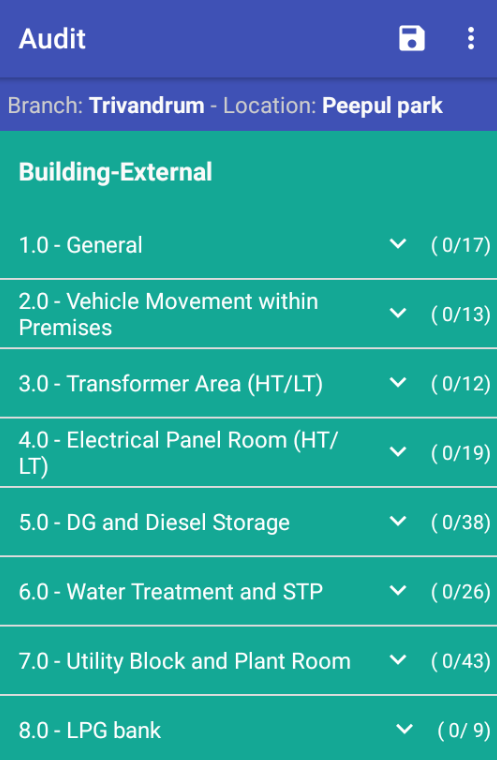 Audit
Branch: Trivandrum - Location: Peepul park
Building-External
1.0 - General ( 0/17)
2.0 - Vehicle Movement within
Premises ( 0/13)
3.0 - Transformer Area (HT/LT) ( 0/12)
4.0 - Electrical Panel Room (HT/
LT) ( 0/19)
5.0 - DG and Diesel Storage ( 0/38)
6.0 - Water Treatment and STP ( 0/26)
7.0 - Utility Block and Plant Room ( 0/43)
8.0 - LPG bank ( 0/ 9)